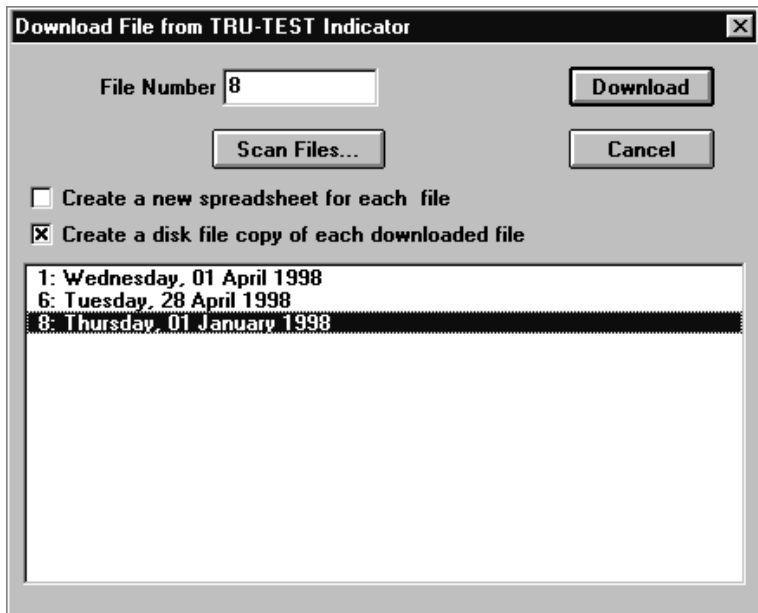 Download File from TRU-TEST Indicator
File Number 8
Download
Scan Files...
Cancel
Create a new spreadsheet for each file
Create a disk file copy of each downloaded file
1: Wednesday, 01 April 1998
6: Tuesday, 28 April 1998
8: Thursday, 01 January 1998